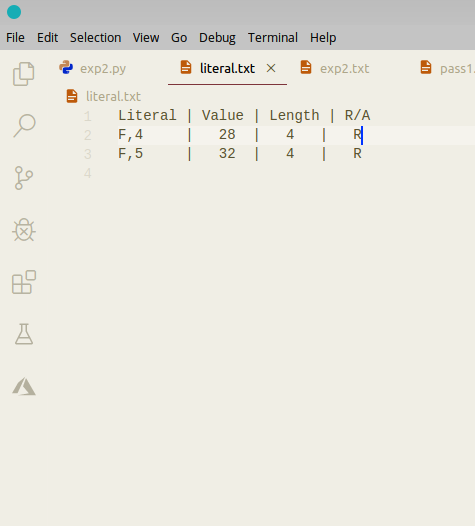 File Edit Selection View Go Debug Terminal Help
exp2.py literal.txt exp2.txt pass1.
literal.txt
1 Literal | Value | Length | R/A
2 F,4 | 28 | 4 | R
3 F,5 | 32 | 4 | R
4